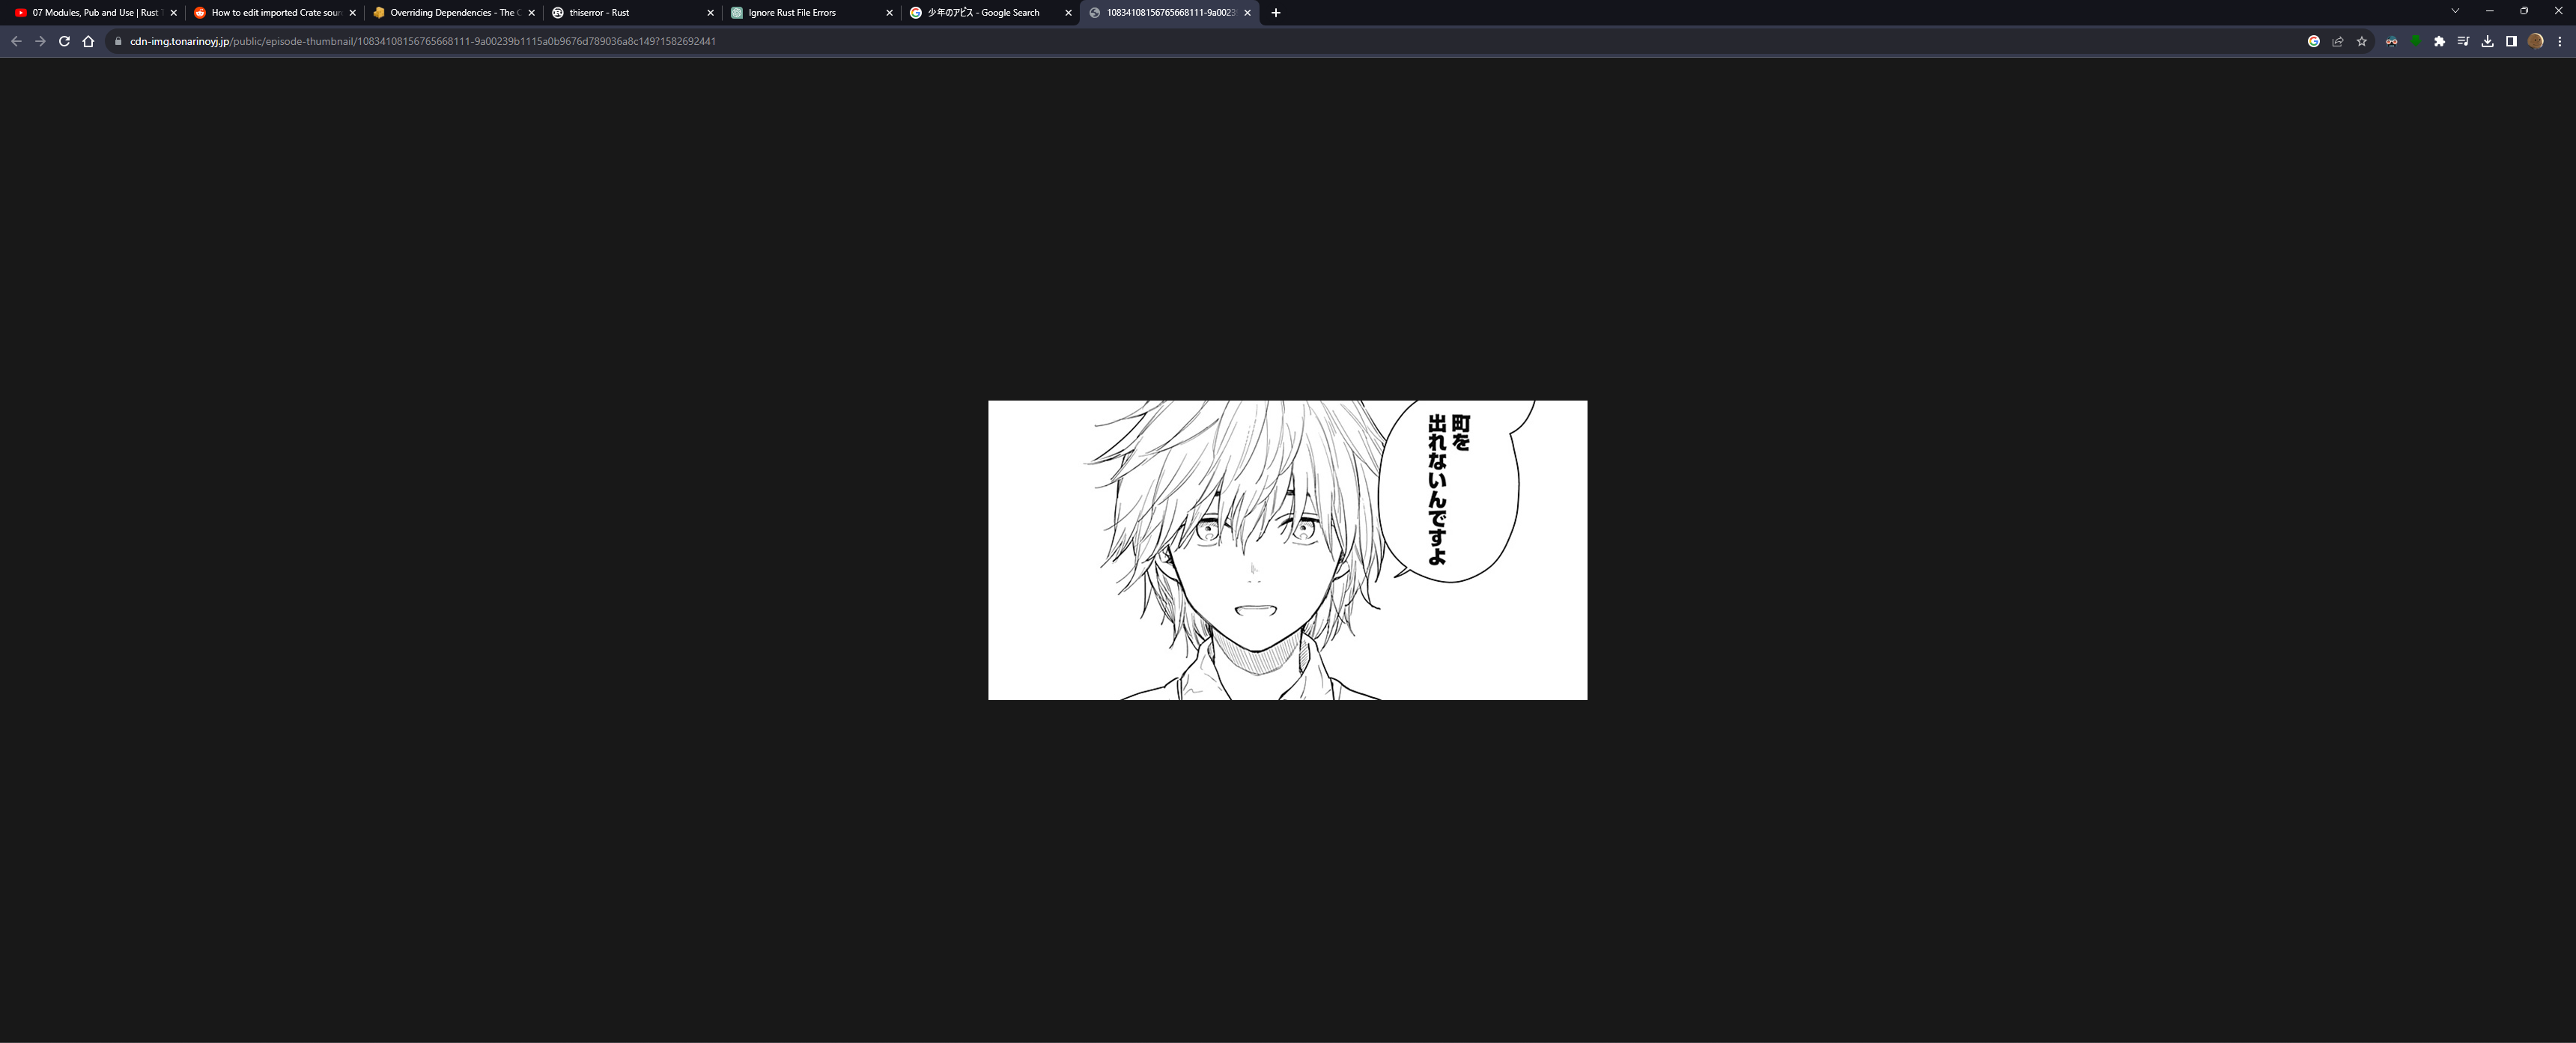 07 Modules, Pub and Use | Rust T
How to edit imported Crate sour
Overriding Dependencies - The C
thiserror - Rust
Ignore Rust File Errors
少年のアビス - Google Search
10834108156765668111-9a0023
cdn-img.tonarinoyj.jp/public/episode-thumbnail/10834108156765668111-9a00239b1115a0b9676d789036a8c149?1582692441
町を
出れないんですよ